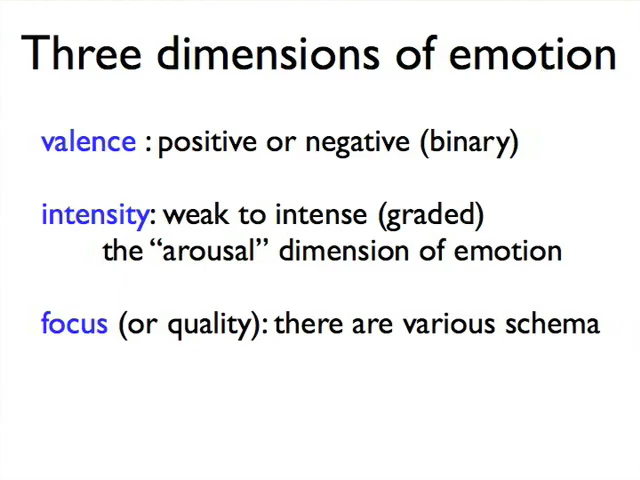 Three dimensions of emotion
valence : positive or negative (binary)
intensity: weak to intense (graded)
the “arousal” dimension of emotion
focus (or quality): there are various schema